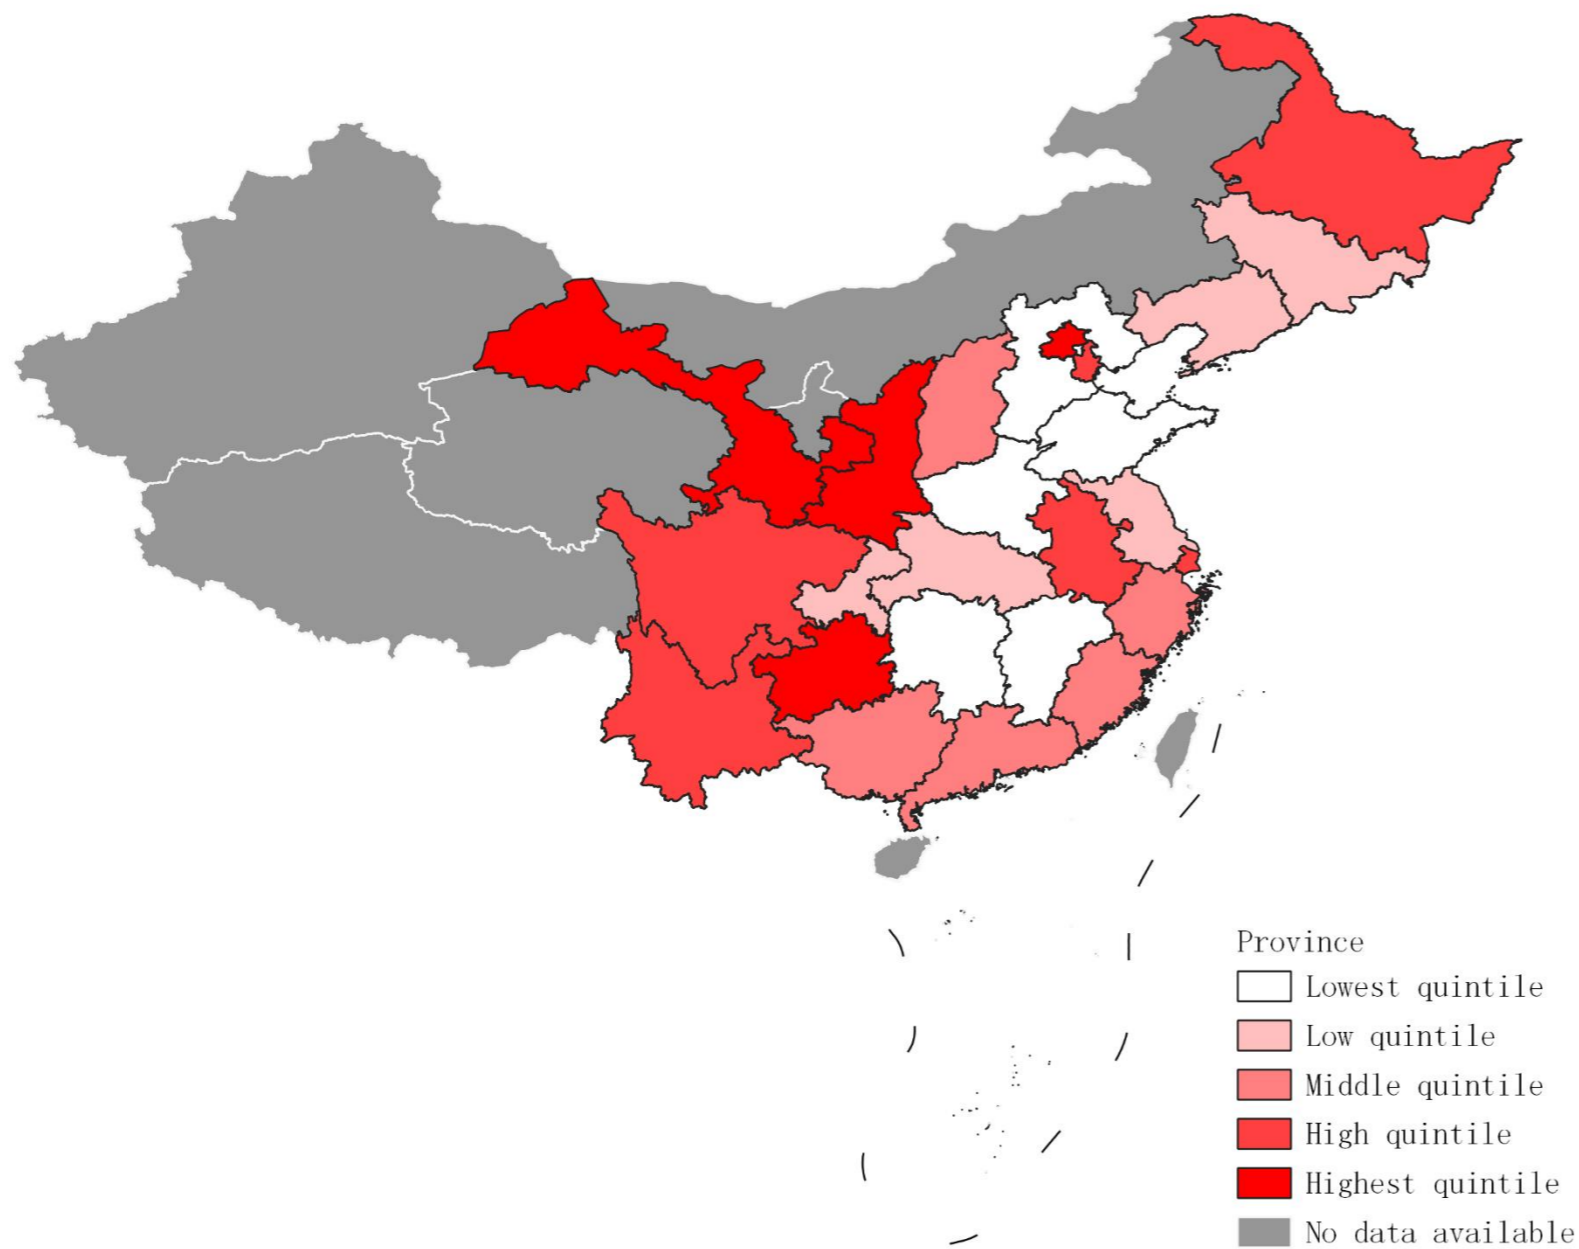 Province
Lowest quintile
Low quintile
Middle quintile
High quintile
Highest quintile
No data available